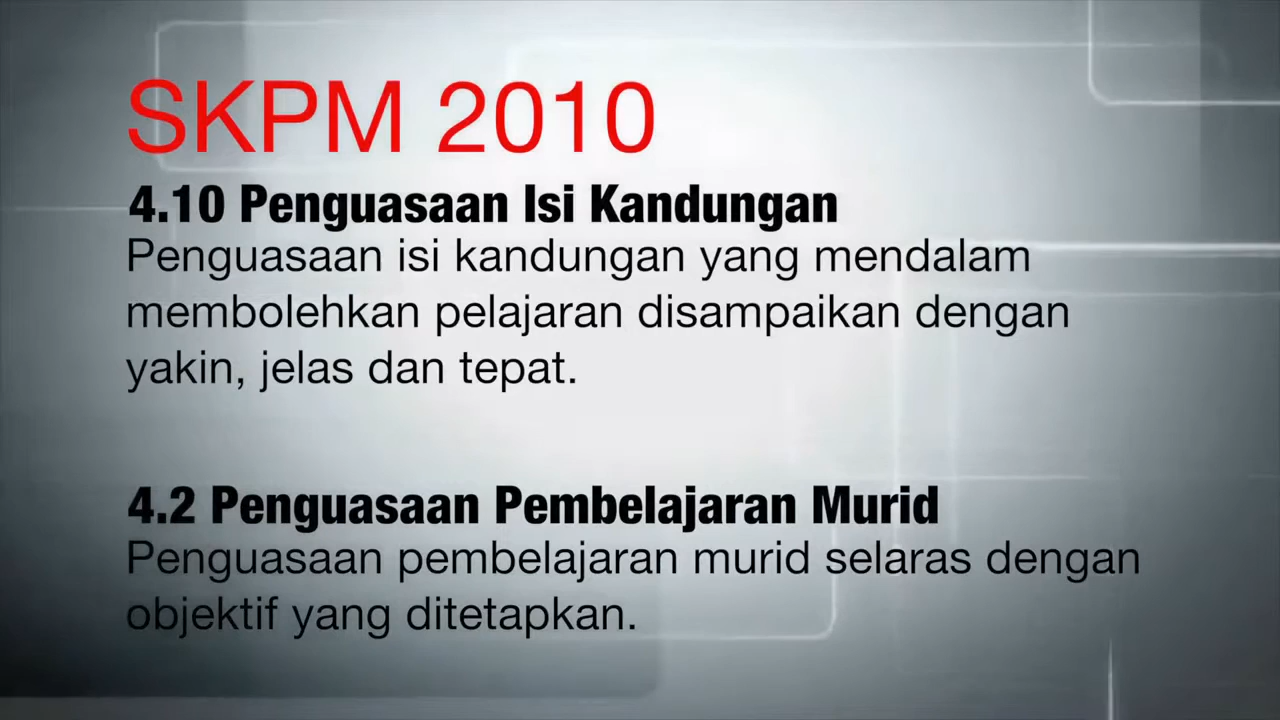 SKPM 2010
4.10 Penguasaan Isi Kandungan
Penguasaan isi kandungan yang mendalam
membolehkan pelajaran disampaikan dengan
yakin, jelas dan tepat.
4.2 Penguasaan Pembelajaran Murid
Penguasaan pembelajaran murid selaras dengan
objektif yang ditetapkan.